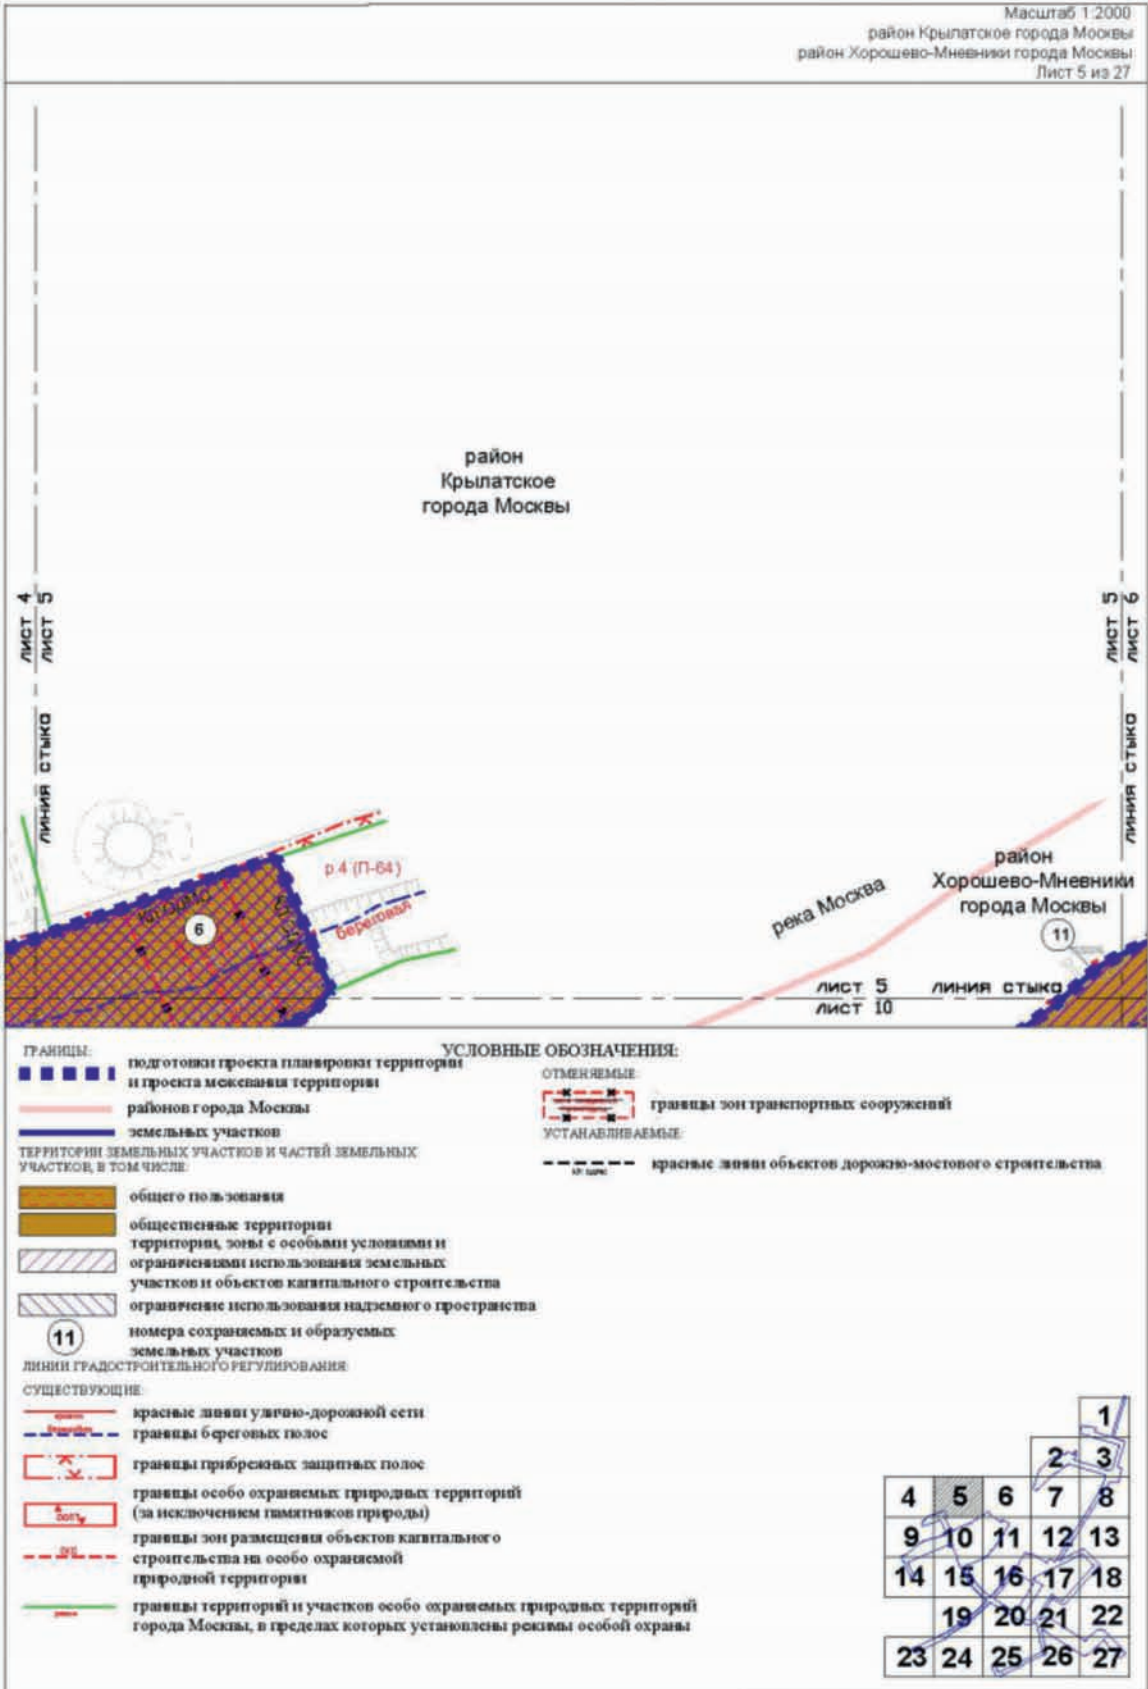 Масштаб 1:2000
район Крылатское города Москвы
район Хорошево-Мневники города Москвы
Лист 5 из 27
район
Крылатское
города Москвы
лист 4
лист 5
линия стыка
лист 5
лист 6
линия стыка
р.4 (П-64)
береговая
6
река Москва
район
Хорошево-Мневники
города Москвы
11
лист 5 линия стыка
лист 10
УСЛОВНЫЕ ОБОЗНАЧЕНИЯ:
ГРАНИЦЫ:
подготовки проекта планировки территории
и проекта межевания территории
районов города Москвы
земельных участков
ТЕРРИТОРИИ ЗЕМЕЛЬНЫХ УЧАСТКОВ И ЧАСТЕЙ ЗЕМЕЛЬНЫХ
УЧАСТКОВ, В ТОМ ЧИСЛЕ:
общего пользования
общественные территории
территории, зоны с особыми условиями и
ограничениями использования земельных
участков и объектов капитального строительства
ограничение использования надземного пространства
11
номера сохраняемых и образуемых
земельных участков
ЛИНИИ ГРАДОСТРОИТЕЛЬНОГО РЕГУЛИРОВАНИЯ:
СУЩЕСТВУЮЩИЕ:
красные линии улично-дорожной сети
границы береговых полос
границы прибрежных защитных полос
границы особо охраняемых природных территорий
(за исключением памятников природы)
границы зон размещения объектов капитального
строительства на особо охраняемой
природной территории
границы территорий и участков особо охраняемых природных территорий
города Москвы, в пределах которых установлены режимы особой охраны
ОТМЕНЯЕМЫЕ:
границы зон транспортных сооружений
УСТАНАВЛИВАЕМЫЕ:
красные линии объектов дорожно-мостового строительства
1
2 3
4 5 6 7 8
9 10 11 12 13
14 15 16 17 18
19 20 21 22
23 24 25 26 27